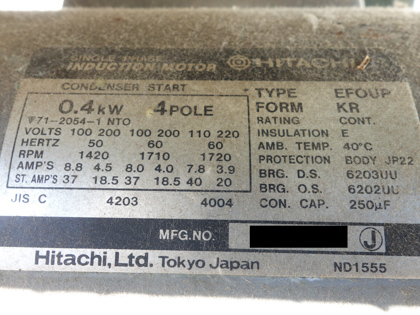 SINGLE PHASE
INDUCTION MOTOR HITACHI
CONDENSER START
0.4kW 4POLE
71-2054-1 NTO
VOLTS 100 200 100 200 110 220
HERTZ 50 60 60
RPM 1420 1710 1720
AMP'S 8.8 4.5 8.0 4.0 7.8 3.9
ST. AMP'S 37 18.5 37 18.5 40 20
JIS C 4203 4004
TYPE EFOUP
FORM KR
RATING CONT.
INSULATION E
AMB. TEMP. 40°C
PROTECTION BODY JP22
BRG. D.S. 6203UU
BRG. O.S. 6202UU
CON. CAP. 250µF
MFG.NO. J
Hitachi, Ltd. Tokyo Japan ND1555